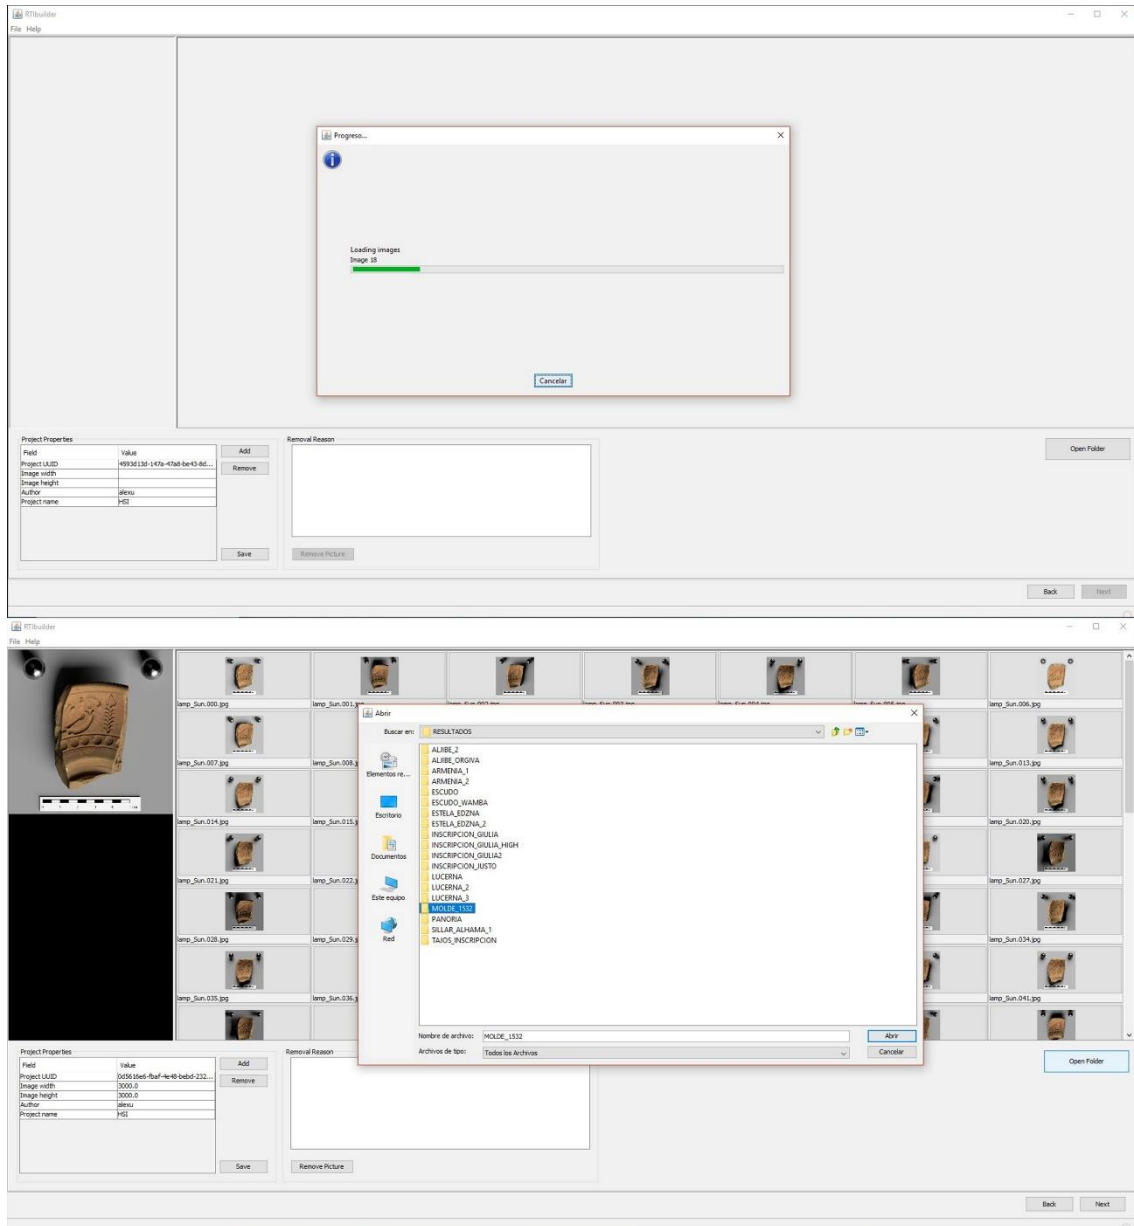 RTIbuilder
File Help
Progreso...
Loading images
Image 18
Cancelar
Project Properties
Field Value
Project UUID 4593d13d-147a-47a8-be43-8d...
Image width
Image height
Author alexu
Project name HSI
Add
Remove
Save
Removal Reason
Remove Picture
Open Folder
Back Next
RTIbuilder
File Help
lamp_Sun.000.jpg lamp_Sun.001.jpg
lamp_Sun.006.jpg
lamp_Sun.007.jpg lamp_Sun.008.j
lamp_Sun.013.jpg
lamp_Sun.014.jpg lamp_Sun.015.j
lamp_Sun.020.jpg
lamp_Sun.021.jpg lamp_Sun.022.j
lamp_Sun.027.jpg
lamp_Sun.028.jpg lamp_Sun.029.j
lamp_Sun.034.jpg
lamp_Sun.035.jpg lamp_Sun.036.j
lamp_Sun.041.jpg
Abrir
Buscar en: RESULTADOS
Elementos re...
Escritorio
Documentos
Este equipo
Red
ALJIBE_2
ALJIBE_ORGIVA
ARMENIA_1
ARMENIA_2
ESCUDO
ESCUDO_WAMBA
ESTELA_EDZNA
ESTELA_EDZNA_2
INSCRIPCION_GIULIA
INSCRIPCION_GIULIA_HIGH
INSCRIPCION_GIULIA2
INSCRIPCION_JUSTO
LUCERNA
LUCERNA_2
LUCERNA_3
MOLDE_1532
PANORIA
SILLAR_ALHAMA_1
TAJOS_INSCRIPCION
Nombre de archivo: MOLDE_1532 Abrir
Archivos de tipo: Todos los Archivos Cancelar
Project Properties
Field Value
Project UUID 0d5616e6-fbaf-4e48-bebd-232...
Image width 3000.0
Image height 3000.0
Author alexu
Project name HSI
Add
Remove
Save
Removal Reason
Remove Picture
Open Folder
Back Next